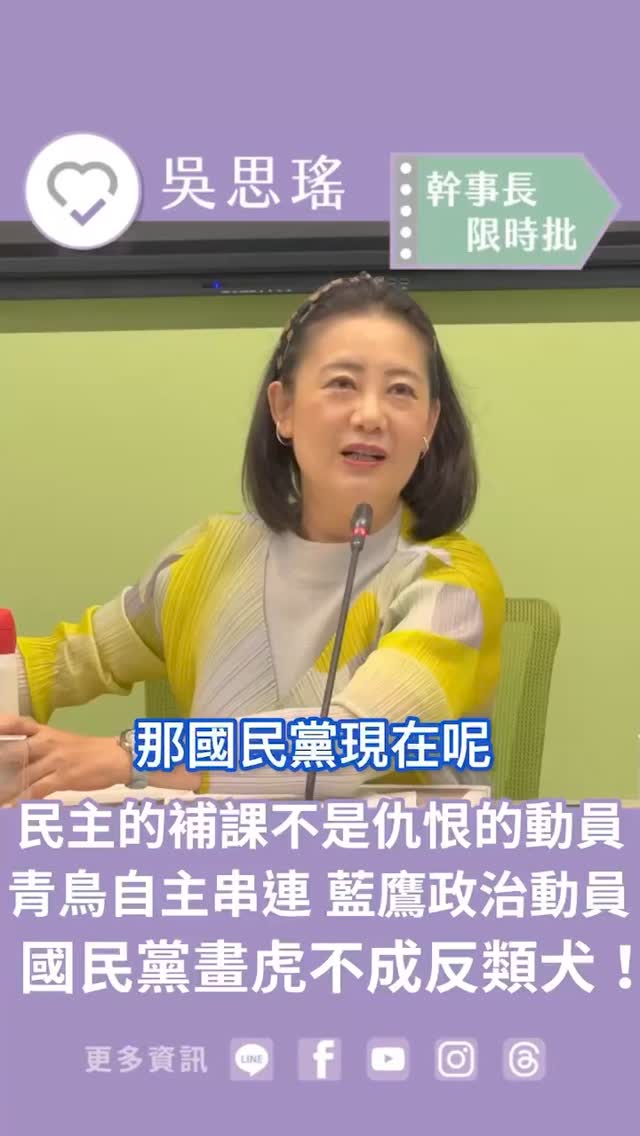 吳思瑤
幹事長
限時批
那國民黨現在呢
民主的補課不是仇恨的動員
青鳥自主串連 藍鷹政治動員
國民黨畫虎不成反類犬！
更多資訊 LINE